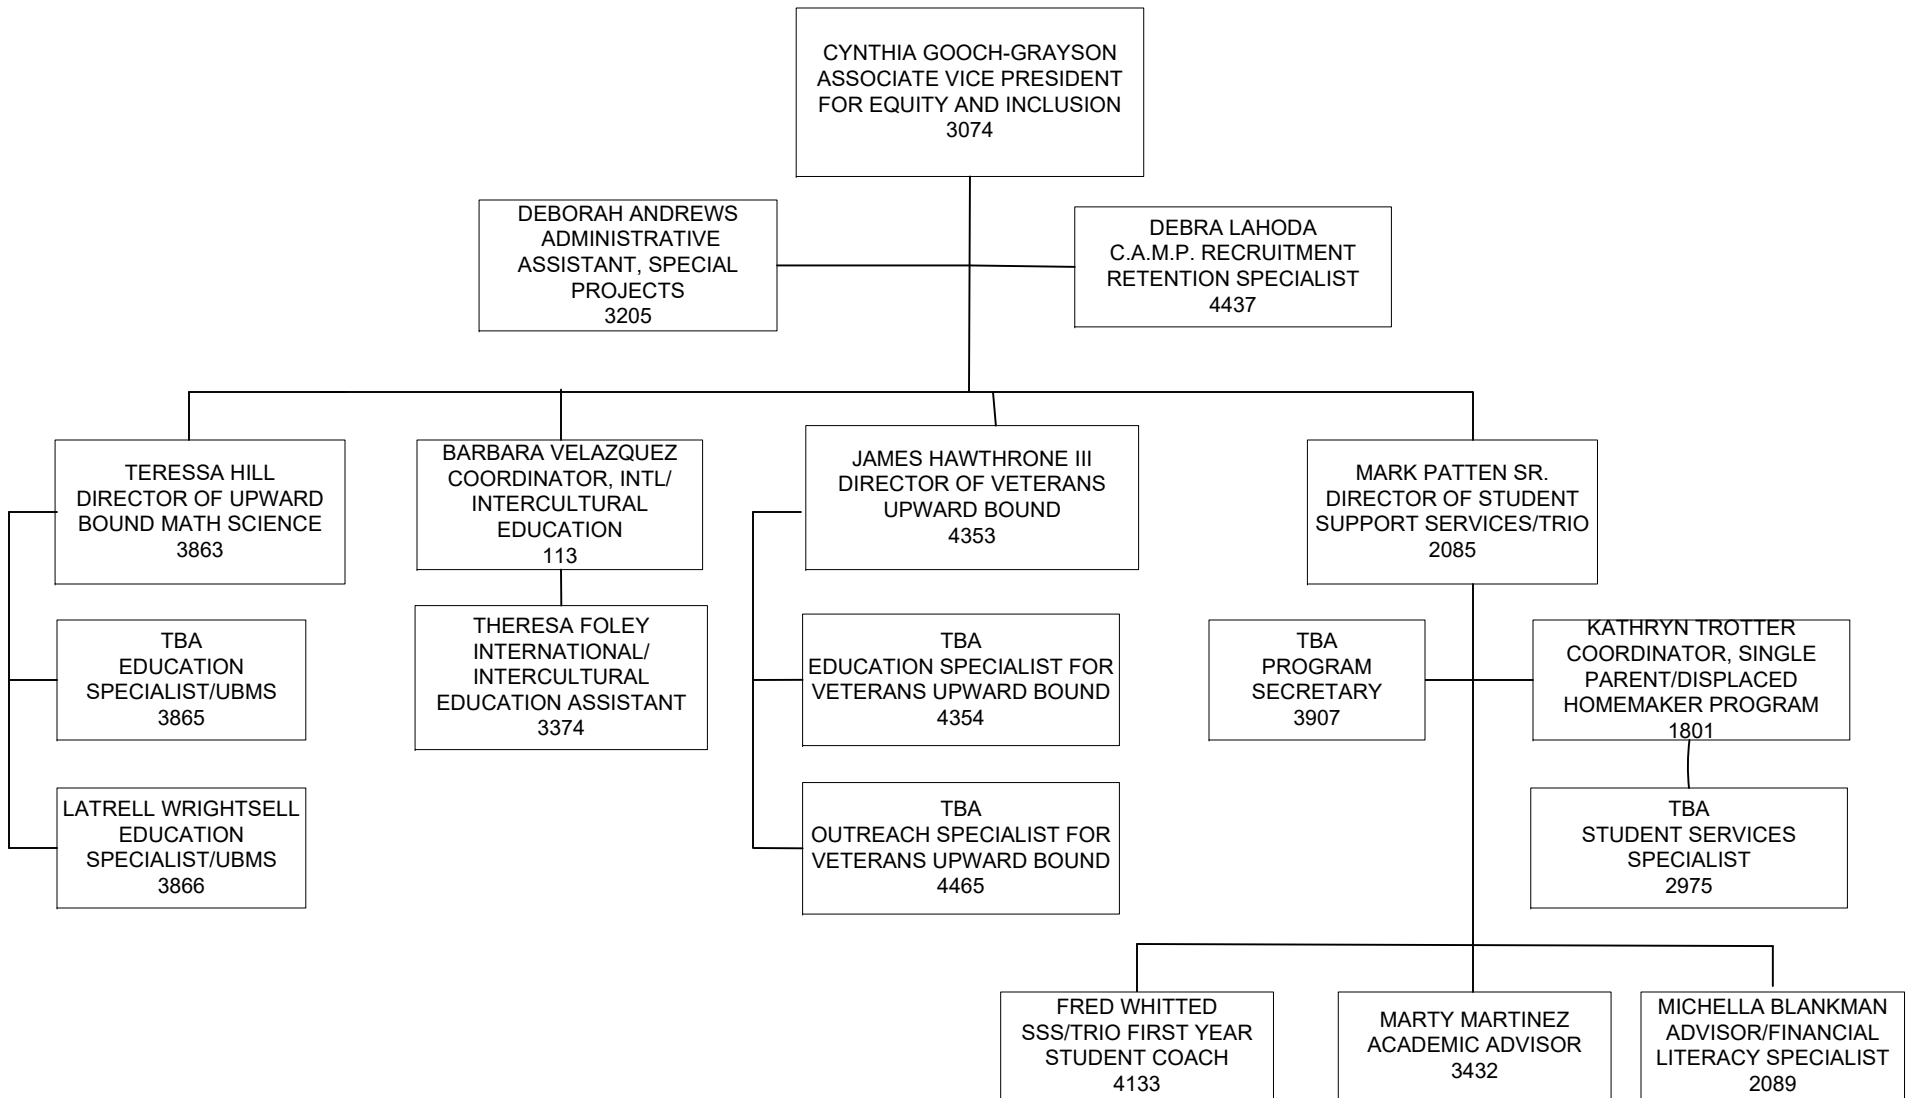 CYNTHIA GOOCH-GRAYSON
ASSOCIATE VICE PRESIDENT
FOR EQUITY AND INCLUSION
3074
DEBORAH ANDREWS
ADMINISTRATIVE
ASSISTANT, SPECIAL
PROJECTS
3205
DEBRA LAHODA
C.A.M.P. RECRUITMENT
RETENTION SPECIALIST
4437
TERESSA HILL
DIRECTOR OF UPWARD
BOUND MATH SCIENCE
3863
BARBARA VELAZQUEZ
COORDINATOR, INTL/
INTERCULTURAL
EDUCATION
113
JAMES HAWTHRONE III
DIRECTOR OF VETERANS
UPWARD BOUND
4353
MARK PATTEN SR.
DIRECTOR OF STUDENT
SUPPORT SERVICES/TRIO
2085
TBA
EDUCATION
SPECIALIST/UBMS
3865
THERESA FOLEY
INTERNATIONAL/
INTERCULTURAL
EDUCATION ASSISTANT
3374
TBA
EDUCATION SPECIALIST FOR
VETERANS UPWARD BOUND
4354
TBA
PROGRAM
SECRETARY
3907
KATHRYN TROTTER
COORDINATOR, SINGLE
PARENT/DISPLACED
HOMEMAKER PROGRAM
1801
LATRELL WRIGHTSELL
EDUCATION
SPECIALIST/UBMS
3866
TBA
OUTREACH SPECIALIST FOR
VETERANS UPWARD BOUND
4465
TBA
STUDENT SERVICES
SPECIALIST
2975
FRED WHITTED
SSS/TRIO FIRST YEAR
STUDENT COACH
4133
MARTY MARTINEZ
ACADEMIC ADVISOR
3432
MICHELLA BLANKMAN
ADVISOR/FINANCIAL
LITERACY SPECIALIST
2089